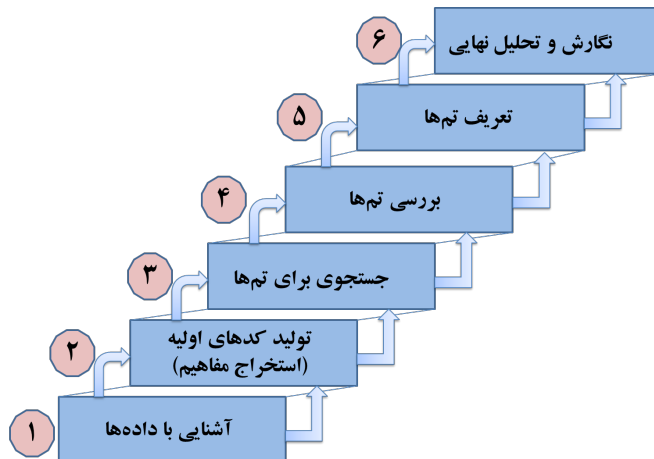 ۶
نگارش و تحلیل نهایی
۵
تعریف تم‌ها
۴
بررسی تم‌ها
۳
جستجوی برای تم‌ها
۲
تولید کدهای اولیه
(استخراج مفاهیم)
۱
آشنایی با داده‌ها